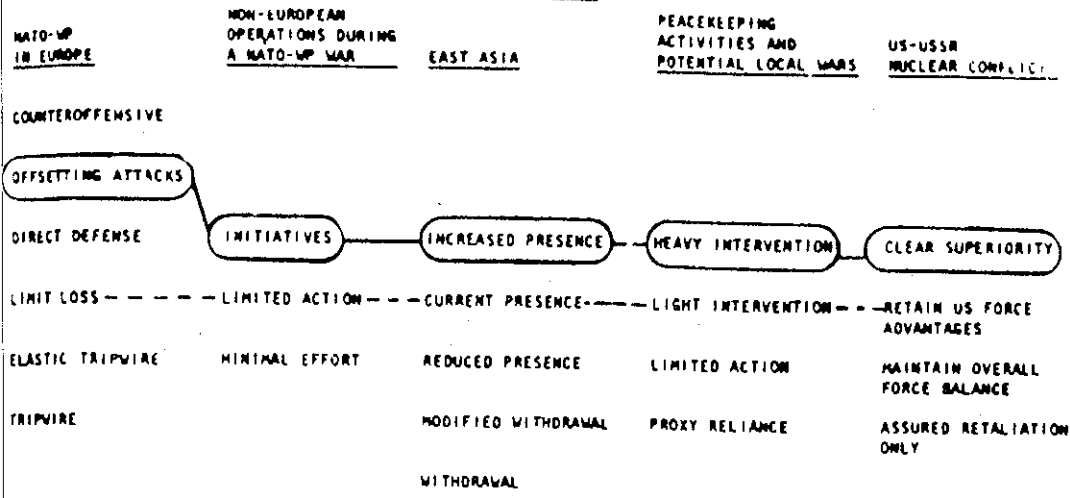 NATO-WP
IN EUROPE
NON-EUROPEAN
OPERATIONS DURING
A NATO-WP WAR
EAST ASIA
PEACEKEEPING
ACTIVITIES AND
POTENTIAL LOCAL WARS
US-USSR
NUCLEAR CONFLICT
COUNTEROFFENSIVE
OFFSETTING ATTACKS
DIRECT DEFENSE
INITIATIVES
INCREASED PRESENCE
HEAVY INTERVENTION
CLEAR SUPERIORITY
LIMIT LOSS
LIMITED ACTION
CURRENT PRESENCE
LIGHT INTERVENTION
RETAIN US FORCE
ADVANTAGES
ELASTIC TRIPWIRE
MINIMAL EFFORT
REDUCED PRESENCE
LIMITED ACTION
MAINTAIN OVERALL
FORCE BALANCE
TRIPWIRE
MODIFIED WITHDRAWAL
PROXY RELIANCE
ASSURED RETALIATION
ONLY
WITHDRAWAL